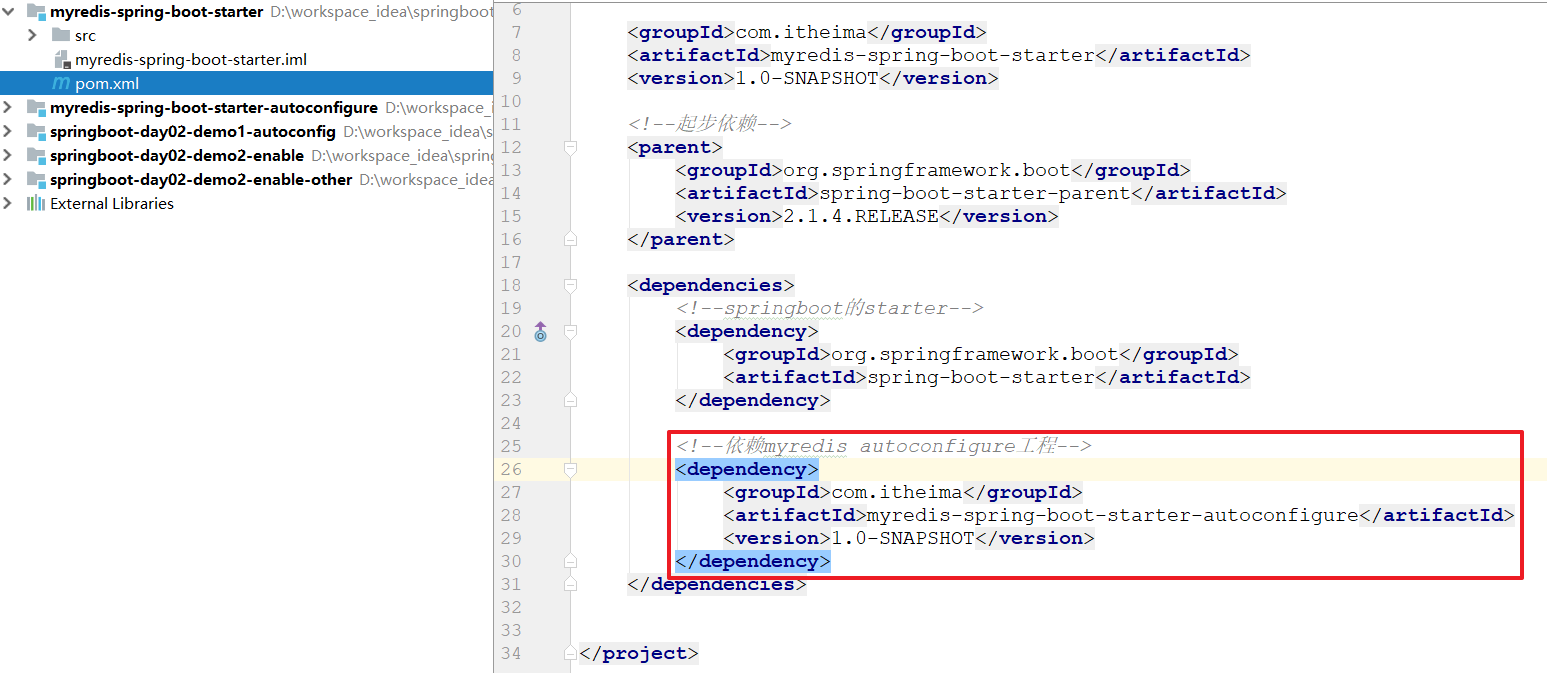 myredis-spring-boot-starter D:\workspace_idea\springboot
src
myredis-spring-boot-starter.iml
pom.xml
myredis-spring-boot-starter-autoconfigure D:\workspace_i
springboot-day02-demo1-autoconfig D:\workspace_idea\s
springboot-day02-demo2-enable D:\workspace_idea\spring
springboot-day02-demo2-enable-other D:\workspace_idea
External Libraries
6
7 <groupId>com.itheima</groupId>
8 <artifactId>myredis-spring-boot-starter</artifactId>
9 <version>1.0-SNAPSHOT</version>
10
11 <!--起步依赖-->
12 <parent>
13 <groupId>org.springframework.boot</groupId>
14 <artifactId>spring-boot-starter-parent</artifactId>
15 <version>2.1.4.RELEASE</version>
16 </parent>
17
18 <dependencies>
19 <!--springboot的starter-->
20 <dependency>
21 <groupId>org.springframework.boot</groupId>
22 <artifactId>spring-boot-starter</artifactId>
23 </dependency>
24
25 <!--依赖myredis autoconfigure工程-->
26 <dependency>
27 <groupId>com.itheima</groupId>
28 <artifactId>myredis-spring-boot-starter-autoconfigure</artifactId>
29 <version>1.0-SNAPSHOT</version>
30 </dependency>
31 </dependencies>
32
33
34 </project>